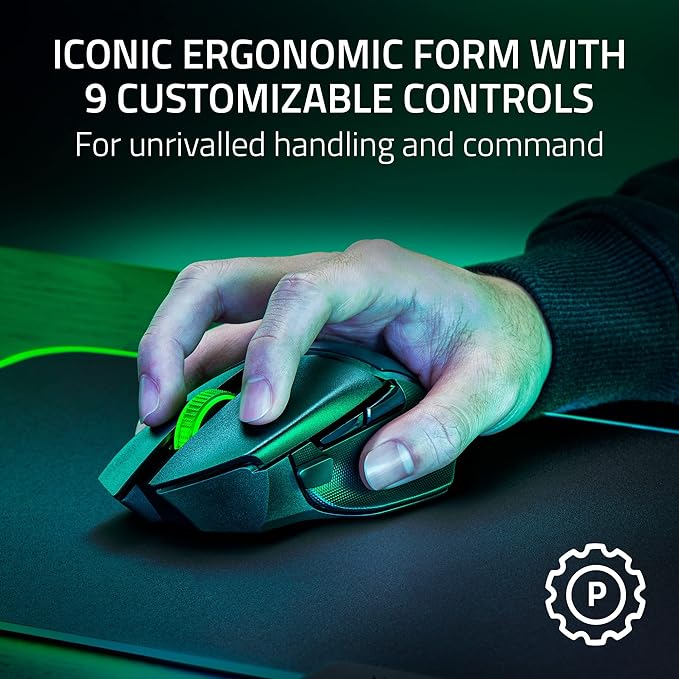 ICONIC ERGONOMIC FORM WITH
9 CUSTOMIZABLE CONTROLS
For unrivalled handling and command
P